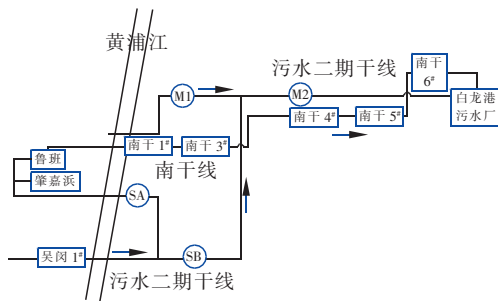 黄浦江
污水二期干线
南干
6#
M1
M2
白龙港
污水厂
南干 4#
南干 5#
南干 1#
南干 3#
鲁班
南干线
肇嘉浜
SA
吴闵 1#
SB
污水二期干线